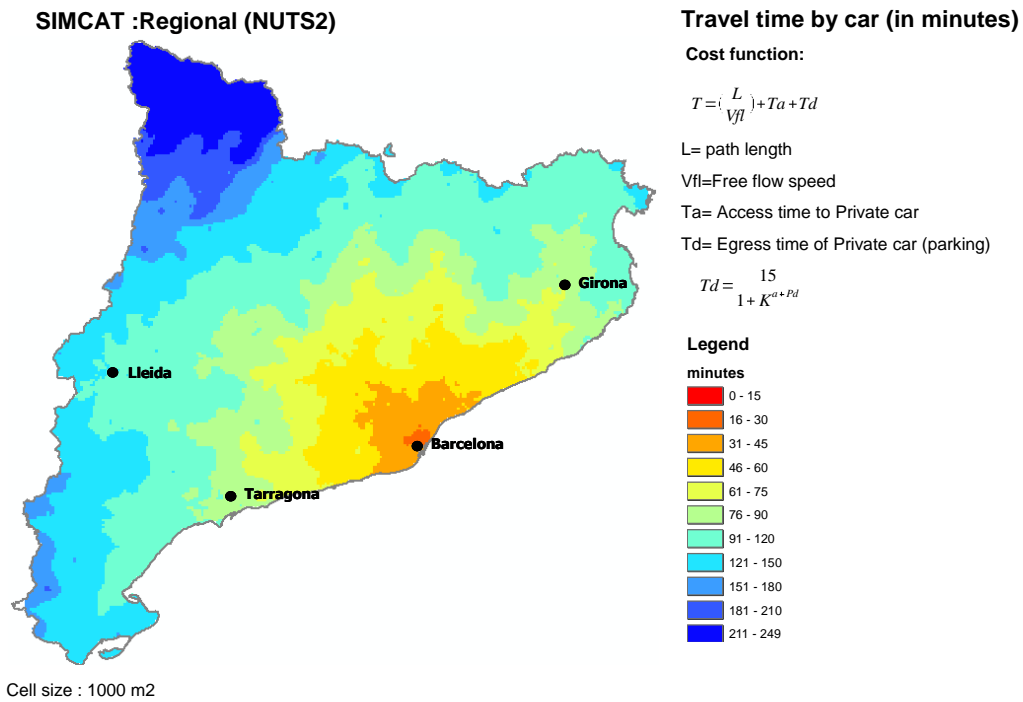 SIMCAT :Regional (NUTS2)
Travel time by car (in minutes)
Cost function:
T = ( L / Vfl ) + Ta + Td
L= path length
Vfl=Free flow speed
Ta= Access time to Private car
Td= Egress time of Private car (parking)
Td = 15 / 1 + K^a+Pd
Girona
Lleida
Barcelona
Tarragona
Legend
minutes
0 - 15
16 - 30
31 - 45
46 - 60
61 - 75
76 - 90
91 - 120
121 - 150
151 - 180
181 - 210
211 - 249
Cell size : 1000 m2